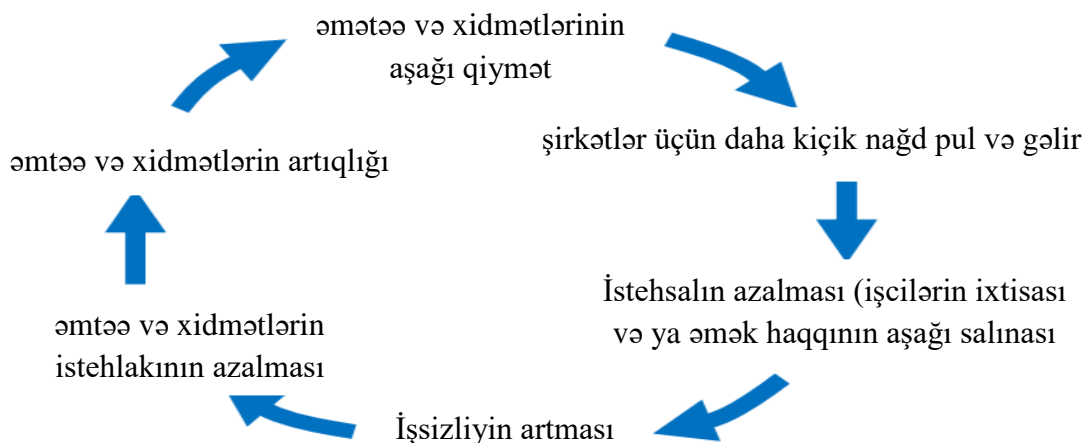 əmətəə və xidmətlərinin
aşağı qiymət
şirkətlər üçün daha kiçik nağd pul və gəlir
İstehsalın azalması (işcilərin ixtisası
və ya əmək haqqının aşağı salınası
İşsizliyin artması
əmtəə və xidmətlərin
istehlakının azalması
əmtəə və xidmətlərin artıqlığı